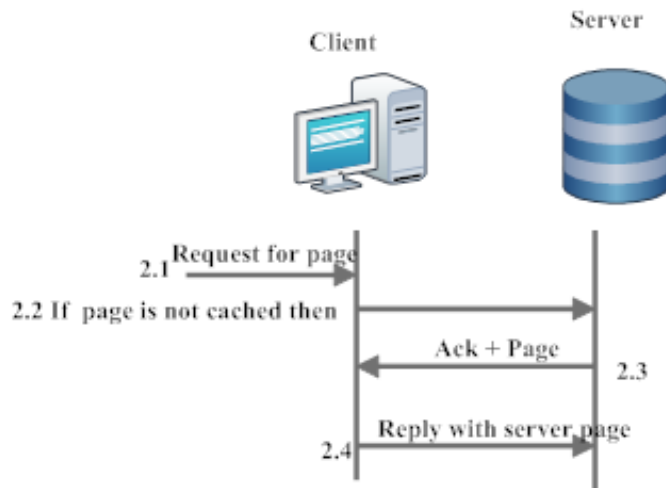 Server
Client
Request for page
2.1
2.2 If page is not cached then
Ack + Page
2.3
Reply with server page
2.4